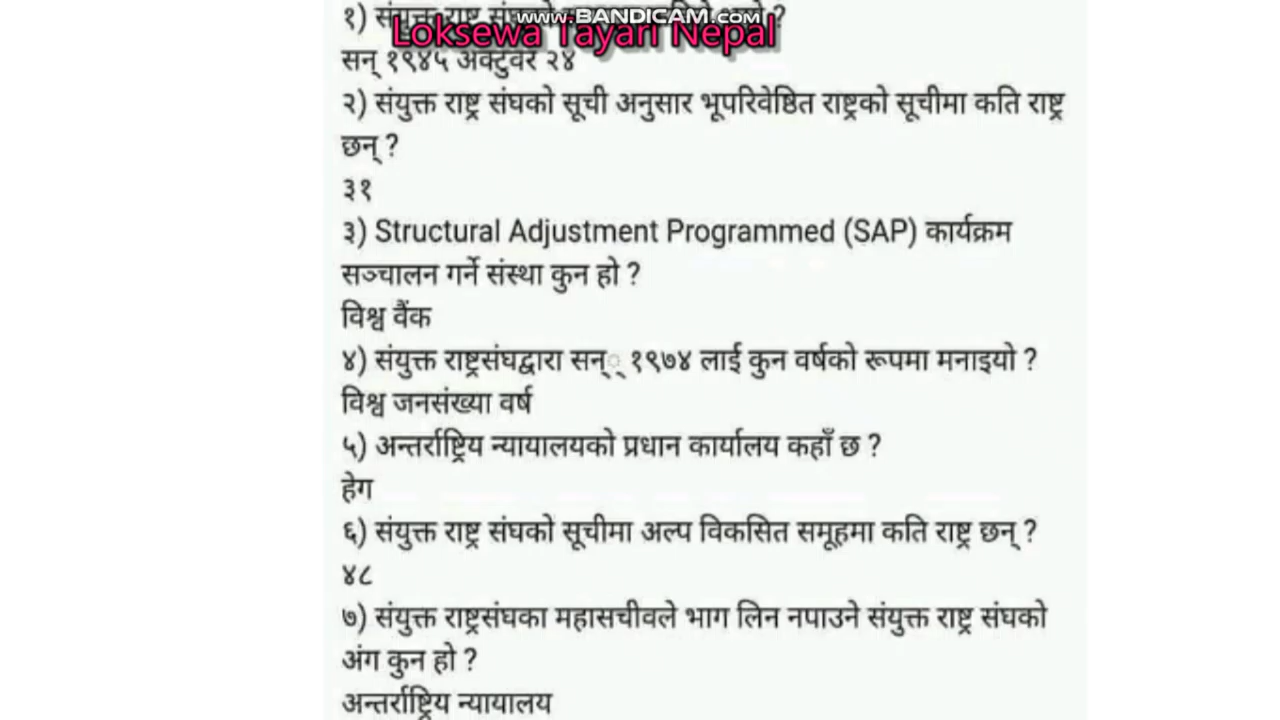 www.BANDICAM.com
Loksewa Tayari Nepal
१) संयुक्त राष्ट्र ?
सन् १९४५ अक्टुवर २४
२) संयुक्त राष्ट्र संघको सूची अनुसार भूपरिवेष्ठित राष्ट्रको सूचीमा कति राष्ट्र
छन् ?
३१
३) Structural Adjustment Programmed (SAP) कार्यक्रम
सञ्चालन गर्ने संस्था कुन हो ?
विश्व वैंक
४) संयुक्त राष्ट्रसंघद्वारा सन्् १९७४ लाई कुन वर्षको रूपमा मनाइयो ?
विश्व जनसंख्या वर्ष
५) अन्तर्राष्ट्रिय न्यायालयको प्रधान कार्यालय कहाँ छ ?
हेग
६) संयुक्त राष्ट्र संघको सूचीमा अल्प विकसित समूहमा कति राष्ट्र छन् ?
४८
७) संयुक्त राष्ट्रसंघका महासचीवले भाग लिन नपाउने संयुक्त राष्ट्र संघको
अंग कुन हो ?
अन्तर्राष्ट्रिय न्यायालय